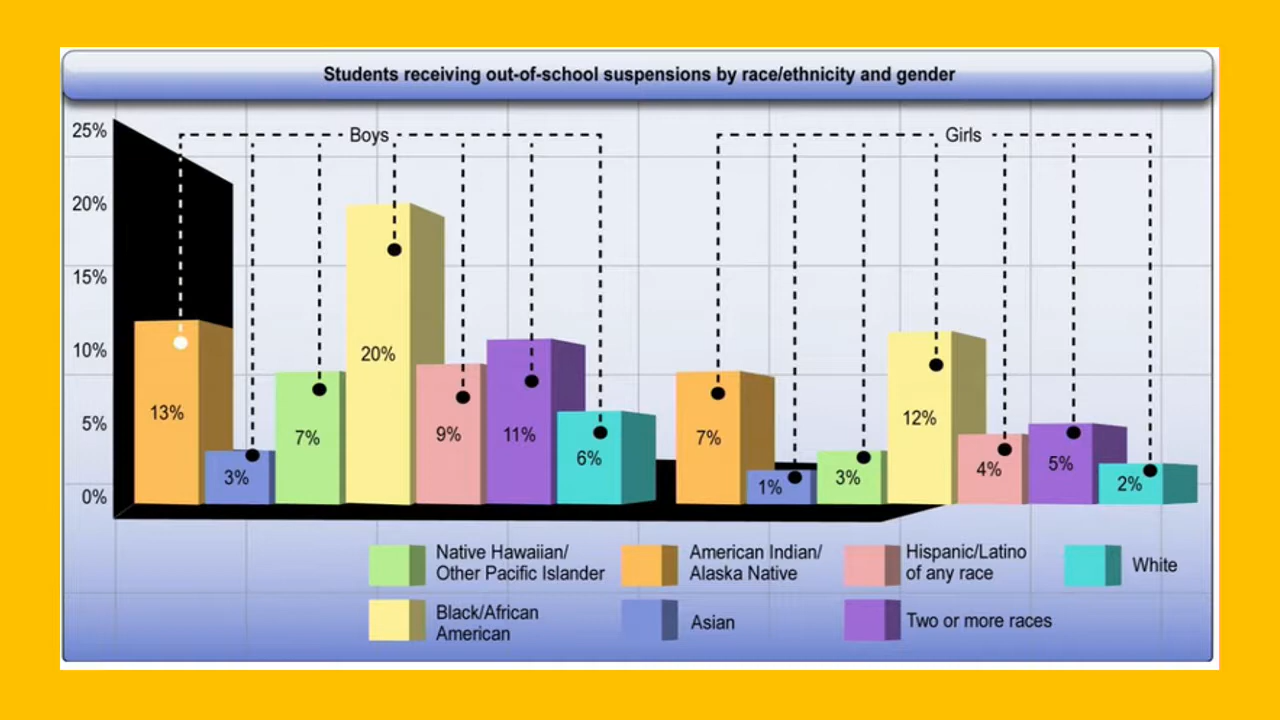 Students receiving out-of-school suspensions by race/ethnicity and gender
25%
20%
15%
10%
5%
0%
Boys
Girls
13%
3%
7%
20%
9%
11%
6%
7%
1%
3%
12%
4%
5%
2%
Native Hawaiian/
Other Pacific Islander
American Indian/
Alaska Native
Hispanic/Latino
of any race
White
Black/African
American
Asian
Two or more races